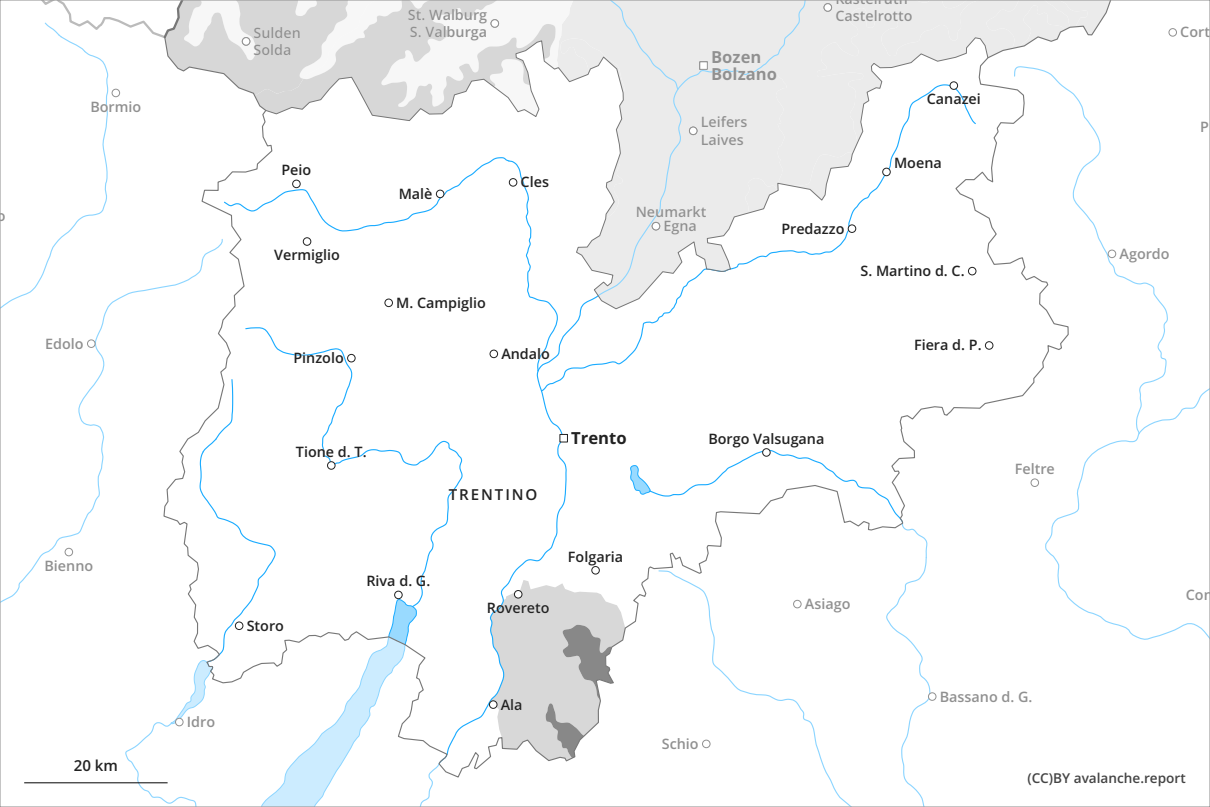 Kastelruth
Castelrotto
St. Walburg
S. Valburga
Sulden
Solda
Cort
Bozen
Bolzano
Bormio
Canazei
Leifers
Laives
Moena
Peio
Malè
Cles
Neumarkt
Egna
Predazzo
Vermiglio
Agordo
S. Martino d. C.
M. Campiglio
Edolo
Fiera d. P.
Pinzolo
Andalo
Trento
Borgo Valsugana
Tione d. T.
Feltre
TRENTINO
Bienno
Folgaria
Riva d. G.
Cor
Rovereto
Asiago
Storo
Bassano d. G.
Ala
Idro
Schio
20 km
(CC)BY avalanche.report